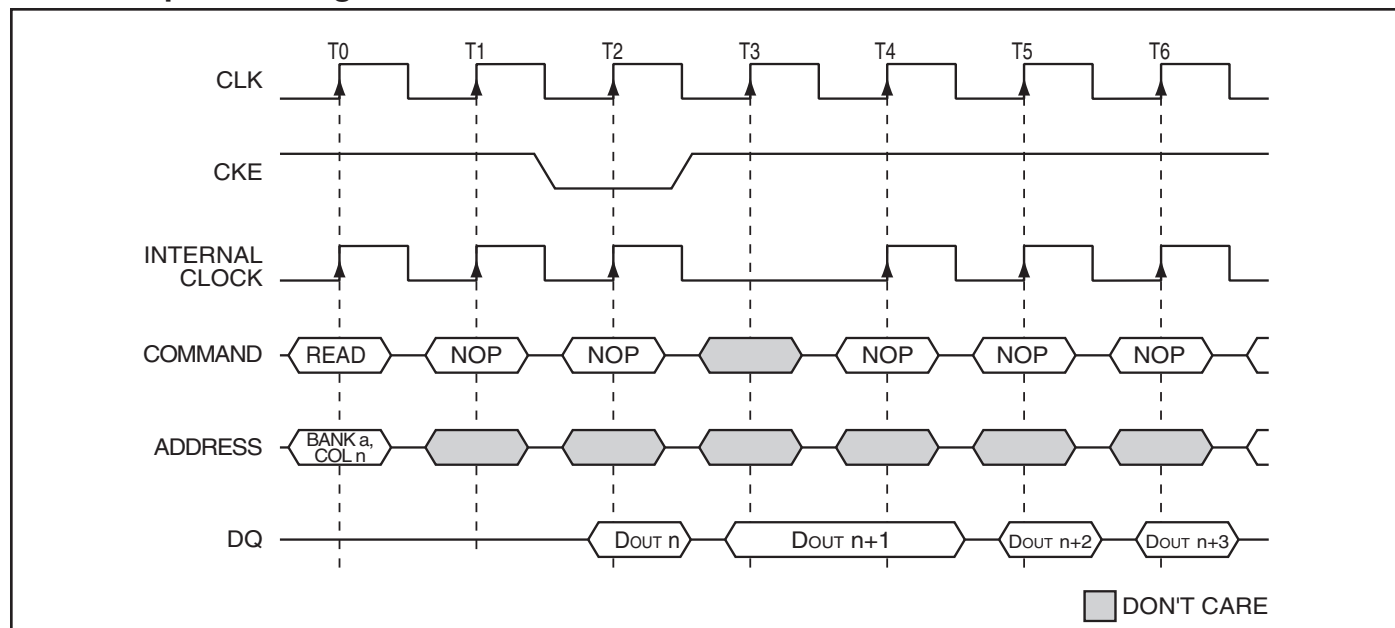 T0 T1 T2 T3 T4 T5 T6
CLK
CKE
INTERNAL
CLOCK
COMMAND READ NOP NOP NOP NOP NOP
ADDRESS BANK a,
COL n
DQ DOUT n DOUT n+1 DOUT n+2 DOUT n+3
DON'T CARE